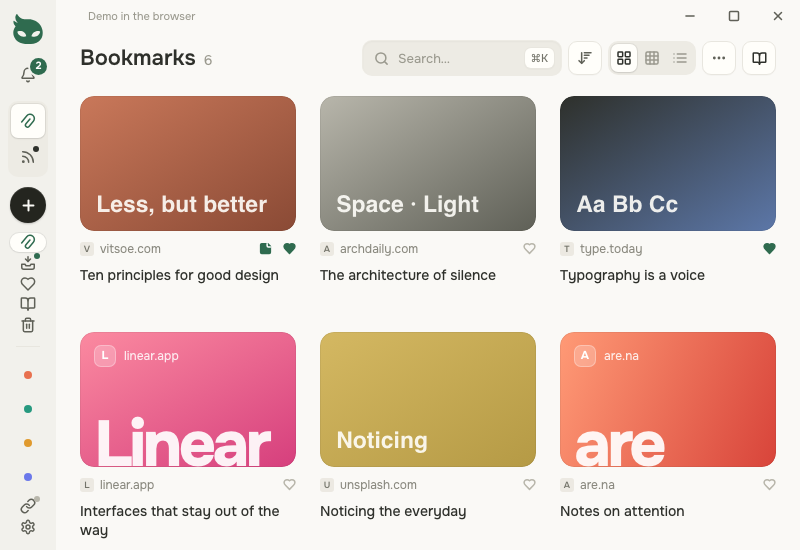 Demo in the browser
2
Bookmarks 6
Search...
⌘K
Less, but better
V vitsoe.com
Ten principles for good design
Space · Light
A archdaily.com
The architecture of silence
Aa Bb Cc
T type.today
Typography is a voice
L linear.app
Linear
L linear.app
Interfaces that stay out of the
way
Noticing
U unsplash.com
Noticing the everyday
A are.na
are
A are.na
Notes on attention